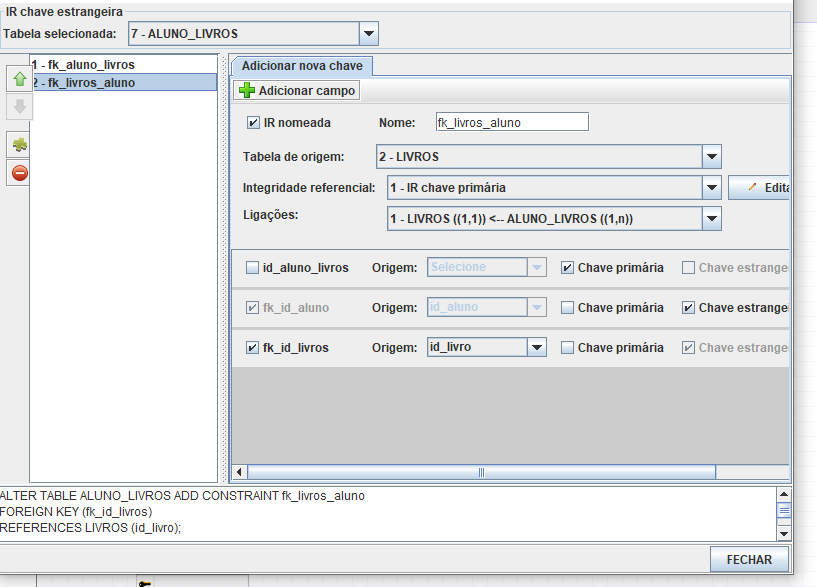 IR chave estrangeira
Tabela selecionada: 7 - ALUNO_LIVROS
1 - fk_aluno_livros
2 - fk_livros_aluno
Adicionar nova chave
Adicionar campo
IR nomeada Nome: fk_livros_aluno
Tabela de origem: 2 - LIVROS
Integridade referencial: 1 - IR chave primária Edita
Ligações: 1 - LIVROS ((1,1)) <-- ALUNO_LIVROS ((1,n))
id_aluno_livros Origem: Selecione Chave primária Chave estrange
fk_id_aluno Origem: id_aluno Chave primária Chave estrange
fk_id_livros Origem: id_livro Chave primária Chave estrange
ALTER TABLE ALUNO_LIVROS ADD CONSTRAINT fk_livros_aluno
FOREIGN KEY (fk_id_livros)
REFERENCES LIVROS (id_livro);
FECHAR